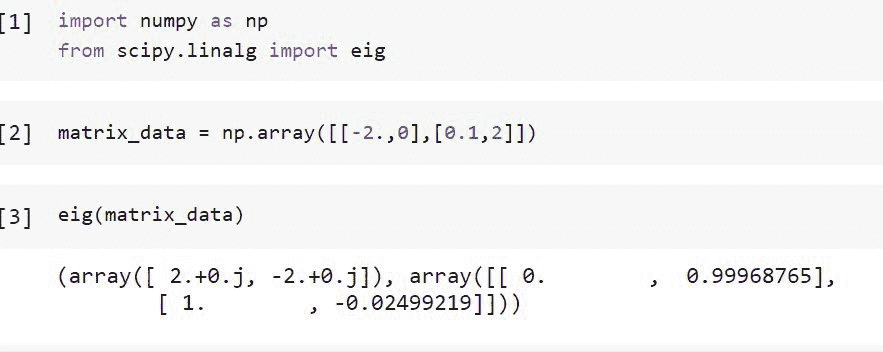 [1] import numpy as np
from scipy.linalg import eig
[2] matrix_data = np.array([[-2.,0],[0.1,2]])
[3] eig(matrix_data)
(array([ 2.+0.j, -2.+0.j]), array([[ 0.        ,  0.99968765],
[ 1.        , -0.02499219]]))